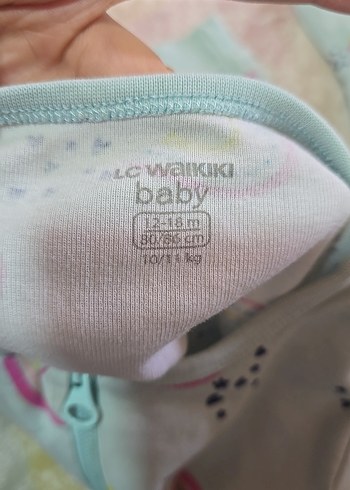 LC WAIKIKI
baby
12-18 m
80/86 cm
10/11 kg